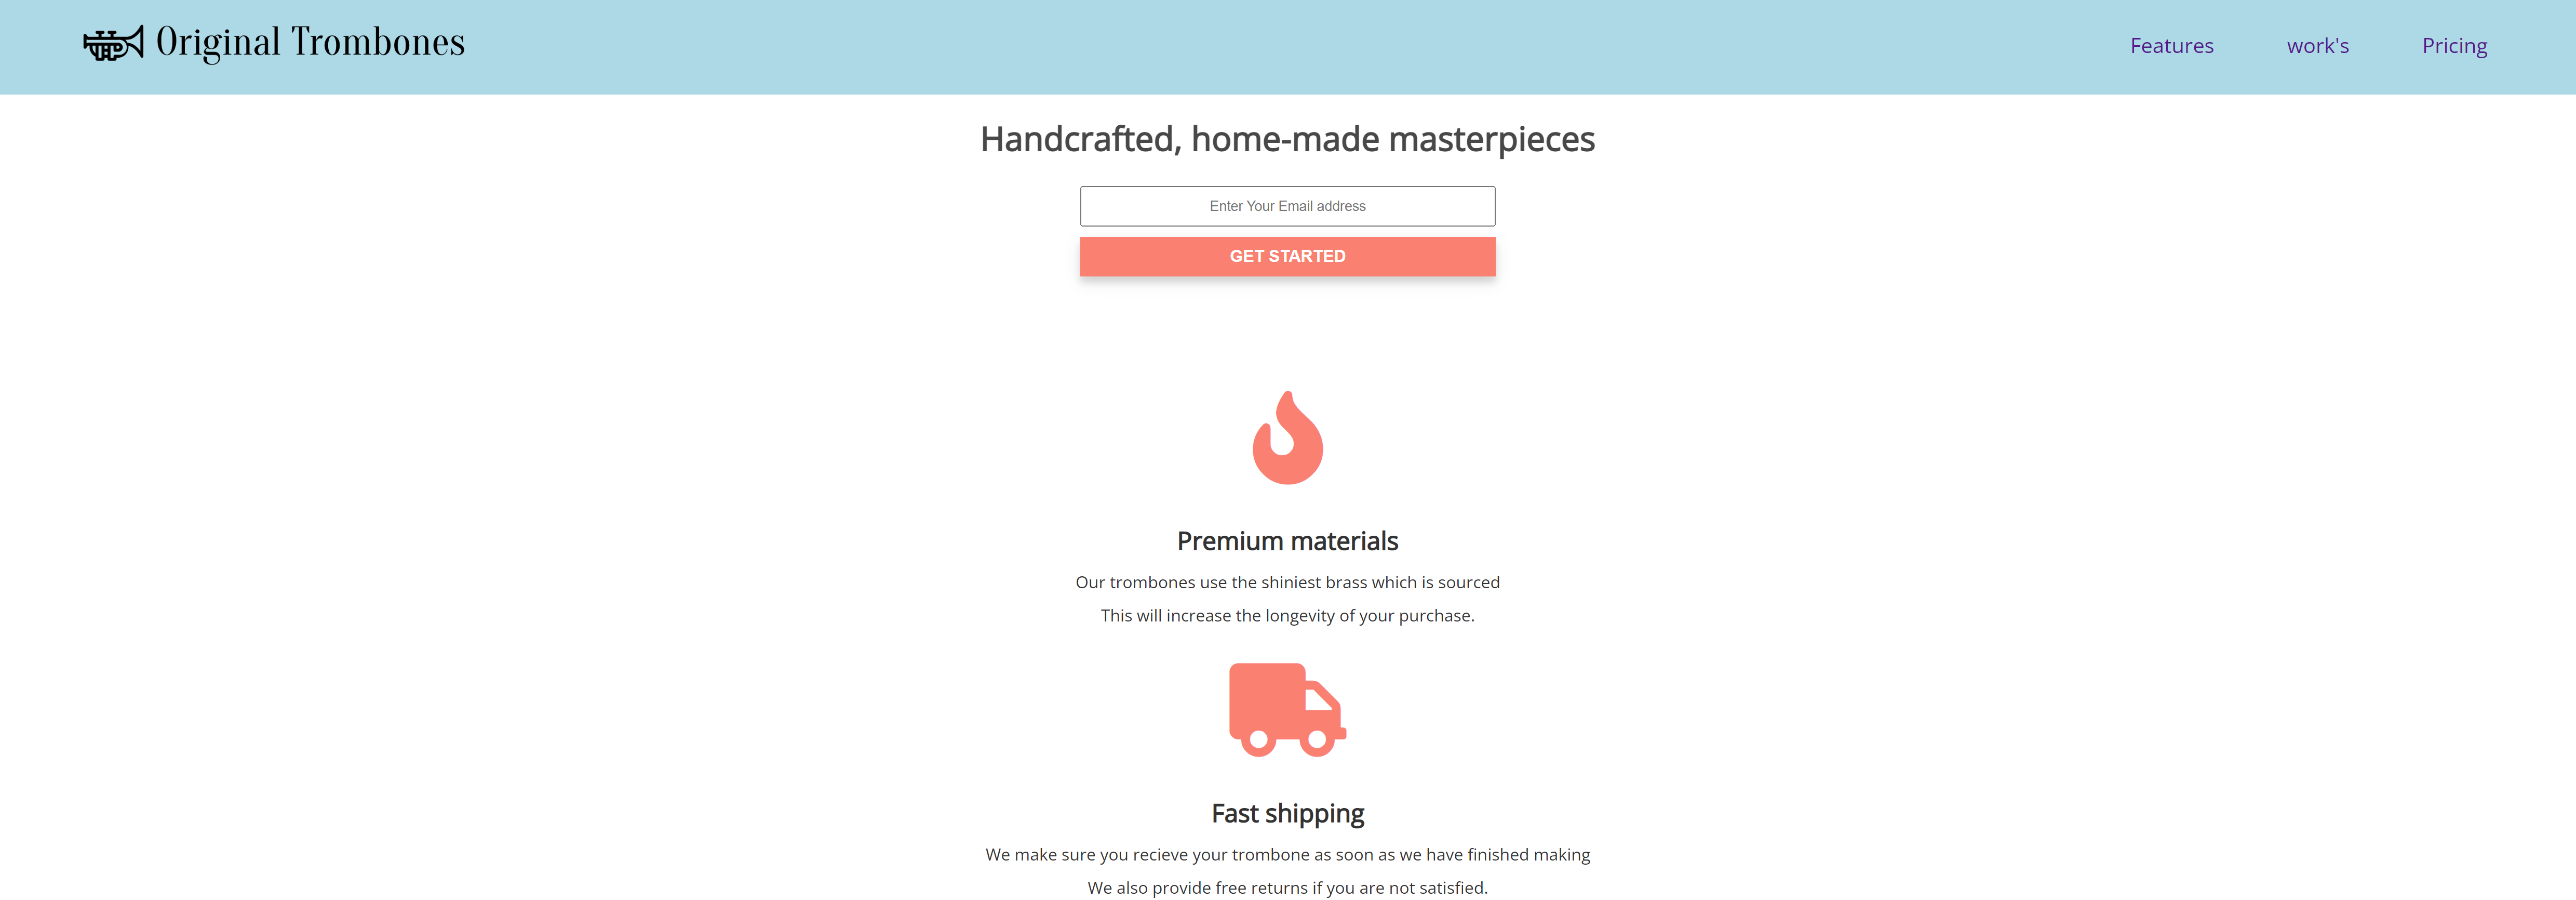 Original Trombones
Features work's Pricing
Handcrafted, home-made masterpieces
Enter Your Email address
GET STARTED
Premium materials
Our trombones use the shiniest brass which is sourced
This will increase the longevity of your purchase.
Fast shipping
We make sure you recieve your trombone as soon as we have finished making
We also provide free returns if you are not satisfied.